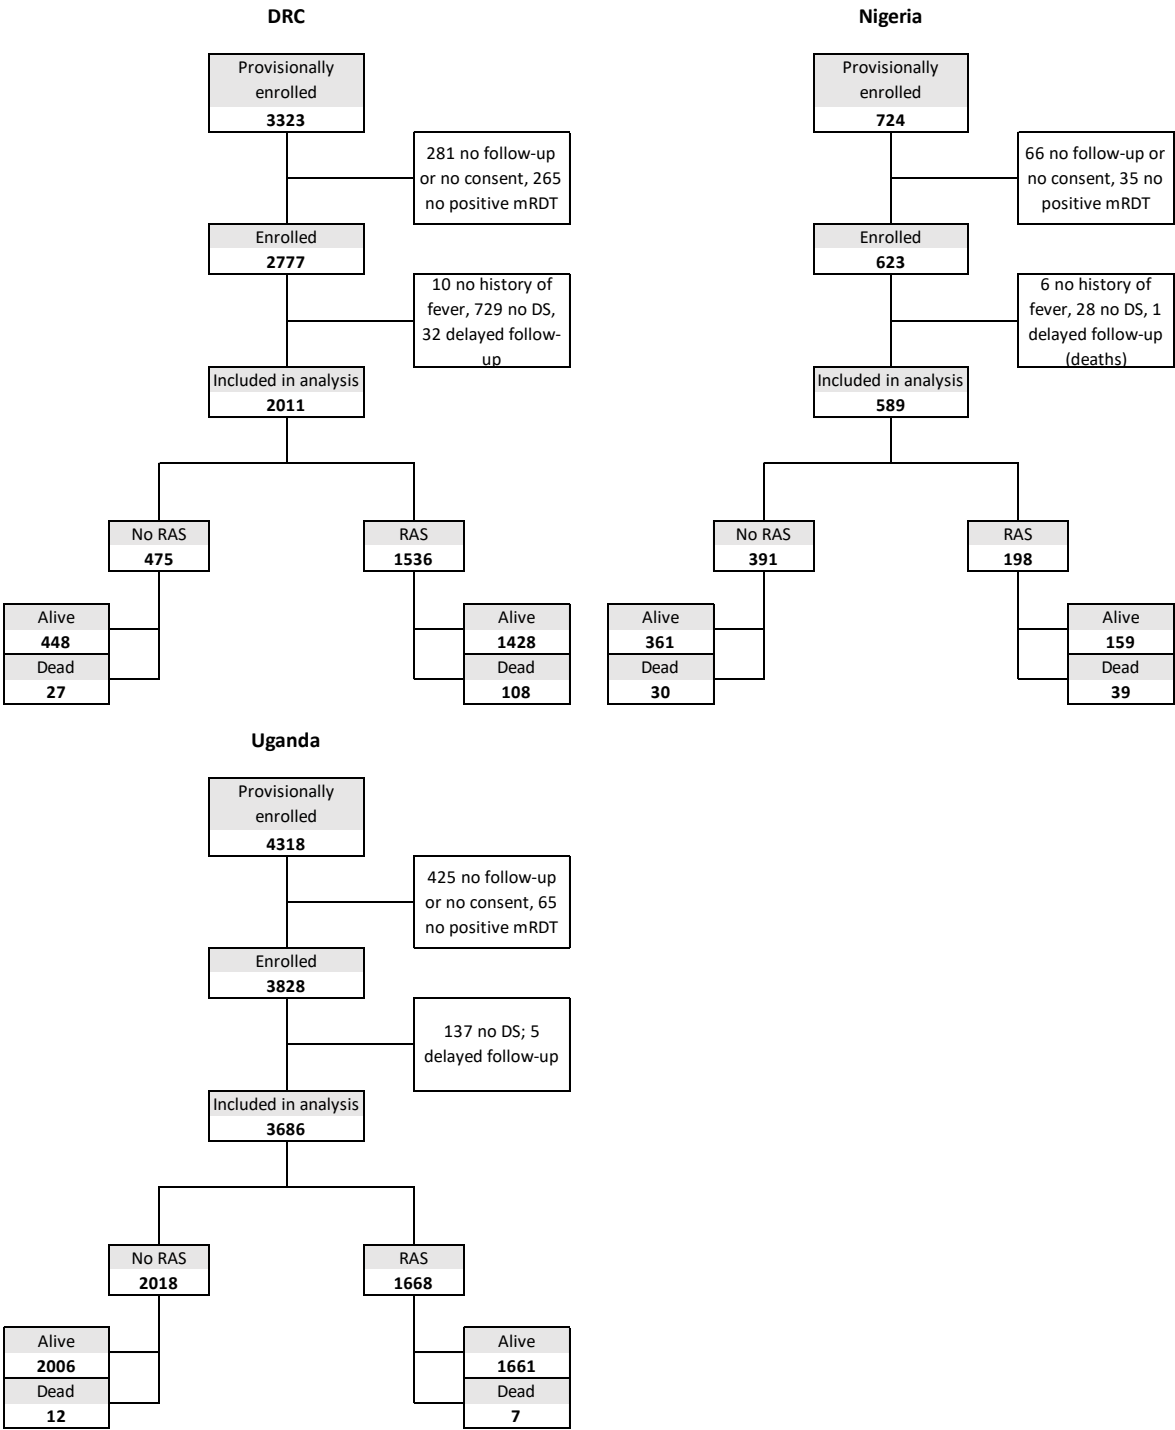 DRC
Provisionally
enrolled
3323
281 no follow-up
or no consent, 265
no positive mRDT
Enrolled
2777
10 no history of
fever, 729 no DS,
32 delayed follow-
up
Included in analysis
2011
No RAS
475
RAS
1536
Alive
448
Dead
27
Alive
1428
Dead
108
Nigeria
Provisionally
enrolled
724
66 no follow-up or
no consent, 35 no
positive mRDT
Enrolled
623
6 no history of
fever, 28 no DS, 1
delayed follow-up
(deaths)
Included in analysis
589
No RAS
391
RAS
198
Alive
361
Dead
30
Alive
159
Dead
39
Uganda
Provisionally
enrolled
4318
425 no follow-up
or no consent, 65
no positive mRDT
Enrolled
3828
137 no DS; 5
delayed follow-up
Included in analysis
3686
No RAS
2018
RAS
1668
Alive
2006
Dead
12
Alive
1661
Dead
7